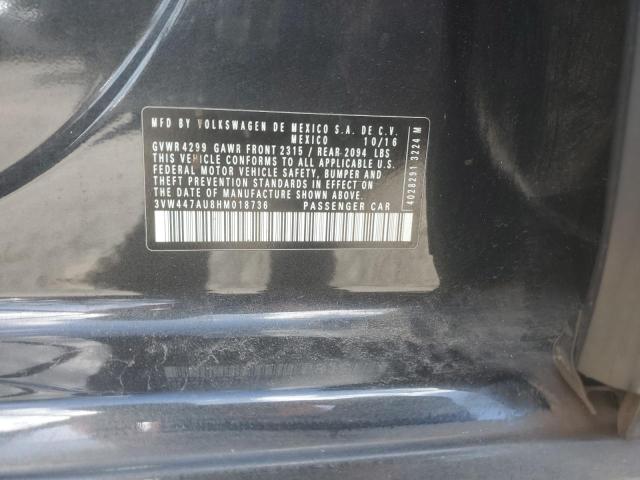 MFD BY VOLKSWAGEN DE MEXICO S.A. DE C.V.
MEXICO 10/16
GVWR4299 GAWR FRONT 2315 / REAR-2094 LBS
THIS VEHICLE CONFORMS TO ALL APPLICABLE U.S.
FEDERAL MOTOR VEHICLE SAFETY, BUMPER AND
THEFT PREVENTION STANDARDS IN EFFECT ON
THE DATE OF MANUFACTURE SHOWN ABOVE.
3VW447AU8HM018736 PASSENGER CAR
4028291 3224 M